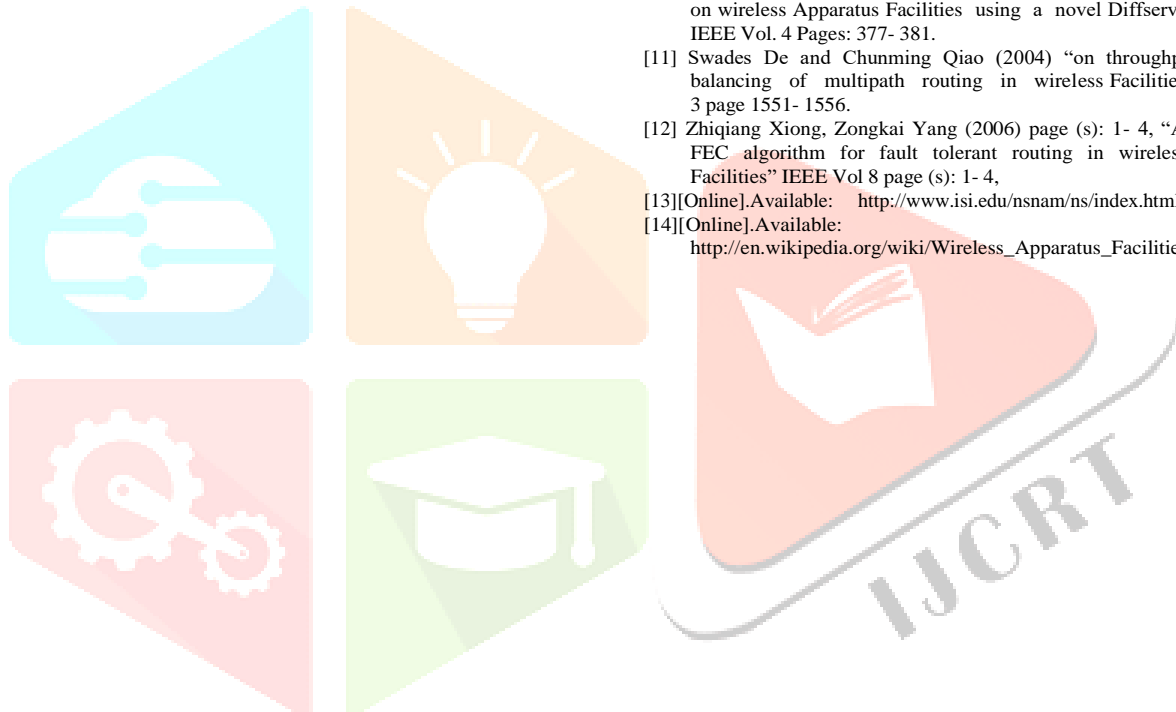 on wireless Apparatus Facilities using a novel Diffserv
IEEE Vol. 4 Pages: 377- 381.
[11] Swades De and Chunming Qiao (2004) “on throughp
balancing of multipath routing in wireless Facilitie
3 page 1551- 1556.
[12] Zhiqiang Xiong, Zongkai Yang (2006) page (s): 1- 4, “A
FEC algorithm for fault tolerant routing in wireles
Facilities” IEEE Vol 8 page (s): 1- 4,
[13][Online].Available: http://www.isi.edu/nsnam/ns/index.htm
[14][Online].Available:
http://en.wikipedia.org/wiki/Wireless_Apparatus_Facilitie
IJCRT